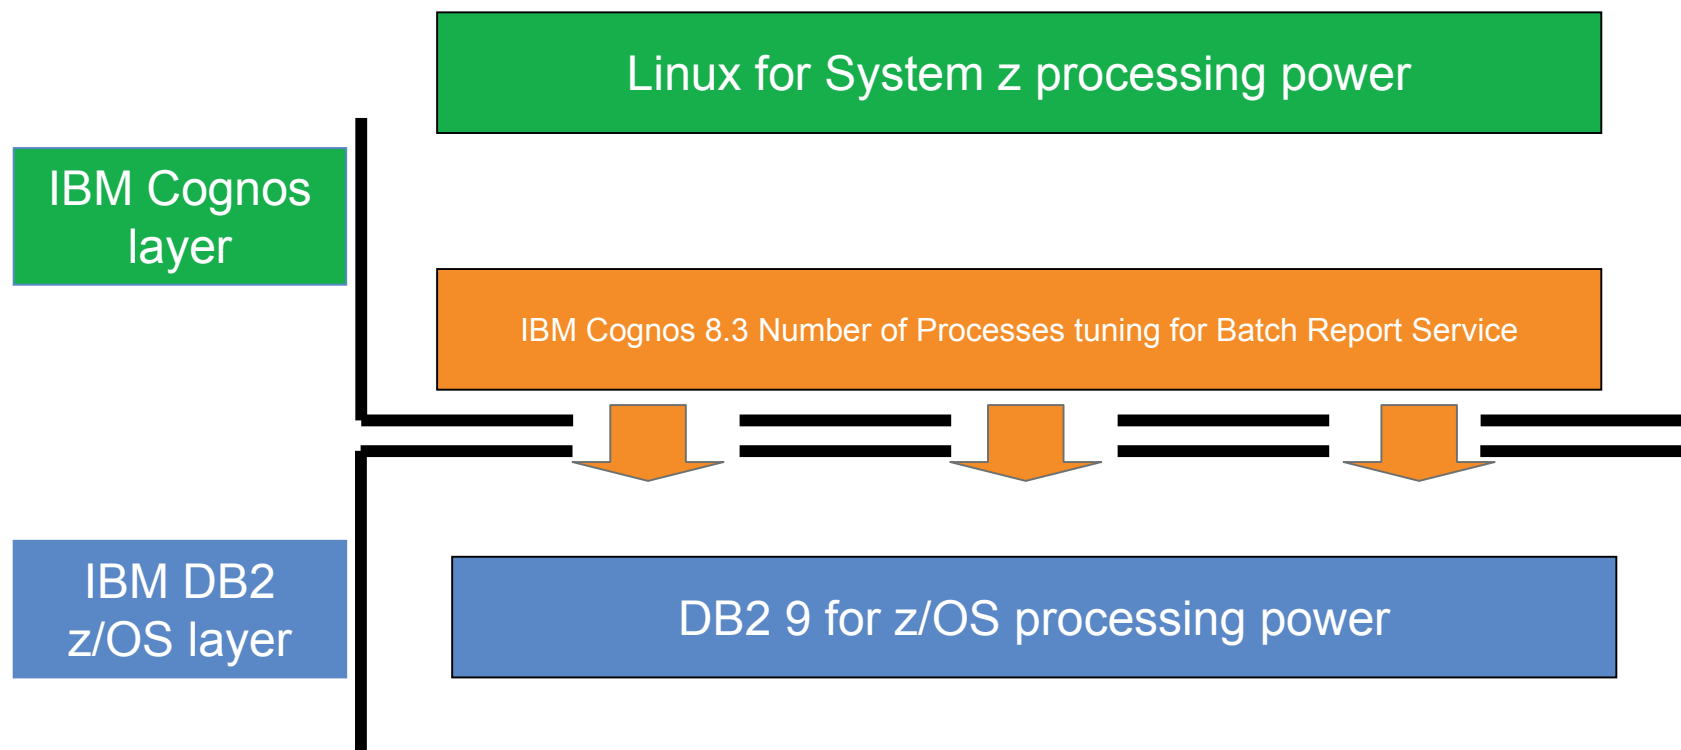 Linux for System z processing power
IBM Cognos
layer
IBM Cognos 8.3 Number of Processes tuning for Batch Report Service
IBM DB2
z/OS layer
DB2 9 for z/OS processing power